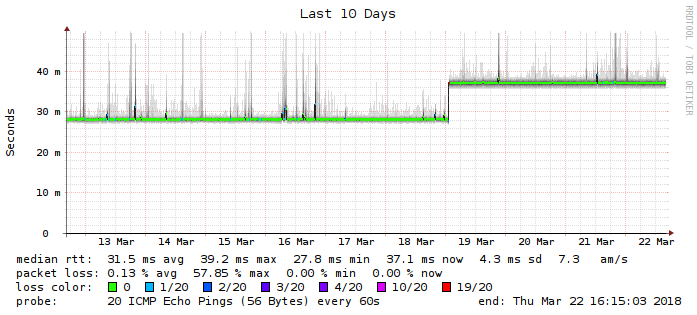 Last 10 Days
RRDTOOL / TOBI OETIKER
Seconds
40 m
30 m
20 m
10 m
0
13 Mar 14 Mar 15 Mar 16 Mar 17 Mar 18 Mar 19 Mar 20 Mar 21 Mar 22 Mar
median rtt: 31.5 ms avg 39.2 ms max 27.8 ms min 37.1 ms now 4.3 ms sd 7.3 am/s
packet loss: 0.13 % avg 57.85 % max 0.00 % min 0.00 % now
loss color: 0 1/20 2/20 3/20 4/20 10/20 19/20
probe: 20 ICMP Echo Pings (56 Bytes) every 60s end: Thu Mar 22 16:15:03 2018